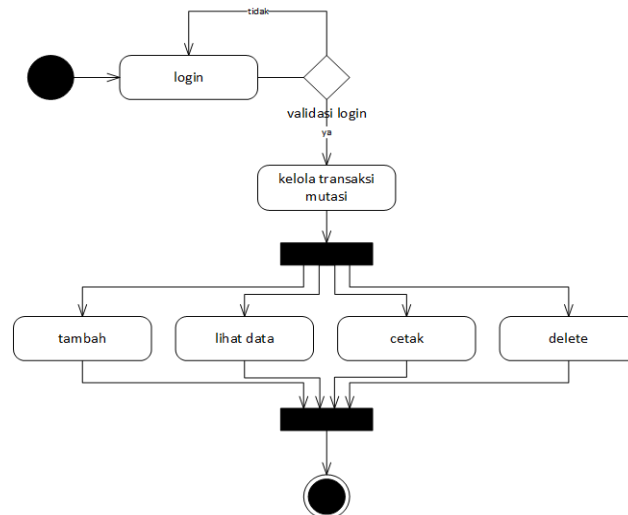 tidak
login
validasi login
ya
kelola transaksi
mutasi
tambah
lihat data
cetak
delete